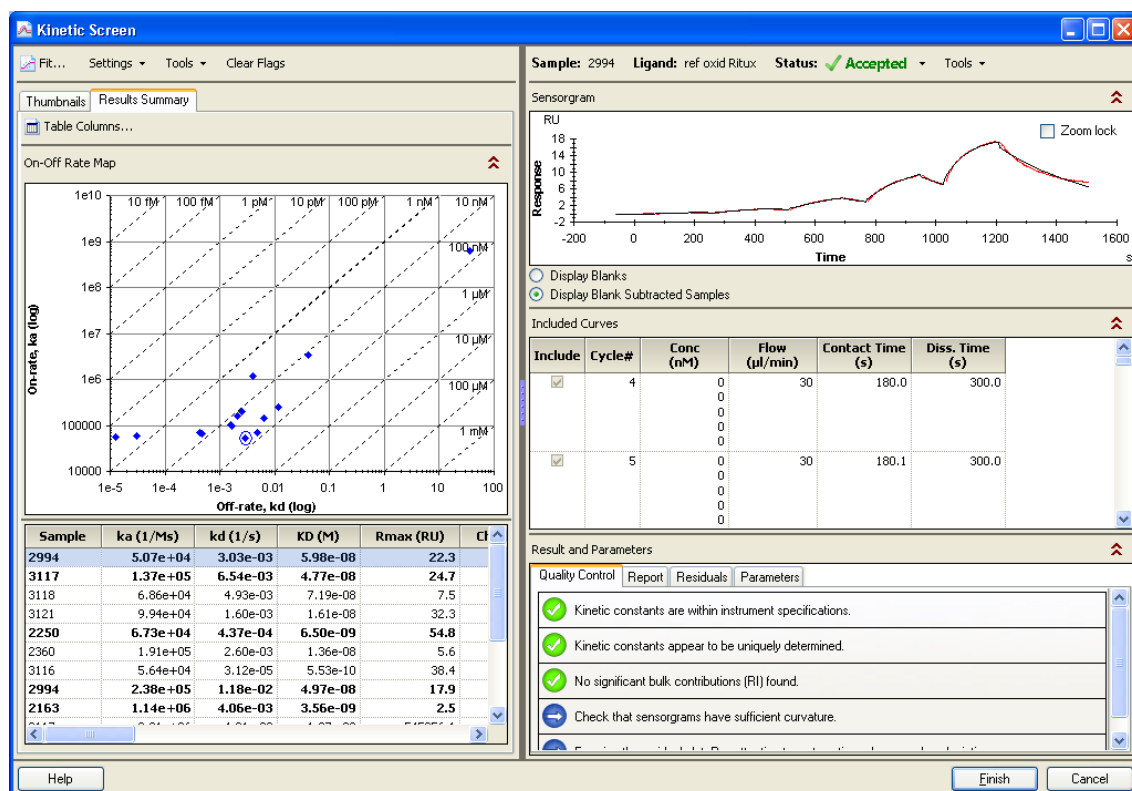 Kinetic Screen
Fit... Settings Tools Clear Flags
Thumbnails Results Summary
Table Columns...
On-Off Rate Map
10 fM 100 fM 1 pM 10 pM 100 pM 1 nM 10 nM
1e10
100 nM
1e9
1 µM
1e8
10 µM
1e7
100 µM
1e6
1 mM
100000
10000
On-rate, ka (log)
1e-5 1e-4 1e-3 0.01 0.1 1 10 100
Off-rate, kd (log)
Sample ka (1/Ms) kd (1/s) KD (M) Rmax (RU)
2994 5.07e+04 3.03e-03 5.98e-08 22.3
3117 1.37e+05 6.54e-03 4.77e-08 24.7
3118 6.86e+04 4.93e-03 7.19e-08 7.5
3121 9.94e+04 1.60e-03 1.61e-08 32.3
2250 6.73e+04 4.37e-04 6.50e-09 54.8
2360 1.91e+05 2.60e-03 1.36e-08 5.6
3116 5.64e+04 3.12e-05 5.53e-10 38.4
2994 2.38e+05 1.18e-02 4.97e-08 17.9
2163 1.14e+06 4.06e-03 3.56e-09 2.5
Sample: 2994 Ligand: ref oxid Ritux Status: Accepted Tools
Sensorgram
RU
Zoom lock
18
14
10
6
2
-2
Response
-200 0 200 400 600 800 1000 1200 1400 1600
Time
s
Display Blanks
Display Blank Subtracted Samples
Included Curves
Include Cycle# Conc (nM) Flow (µl/min) Contact Time (s) Diss. Time (s)
4 0 30 180.0 300.0
0
0
0
0
5 0 30 180.1 300.0
0
0
0
0
Result and Parameters
Quality Control Report Residuals Parameters
Kinetic constants are within instrument specifications.
Kinetic constants appear to be uniquely determined.
No significant bulk contributions (RI) found.
Check that sensorgrams have sufficient curvature.
Help
Finish Cancel